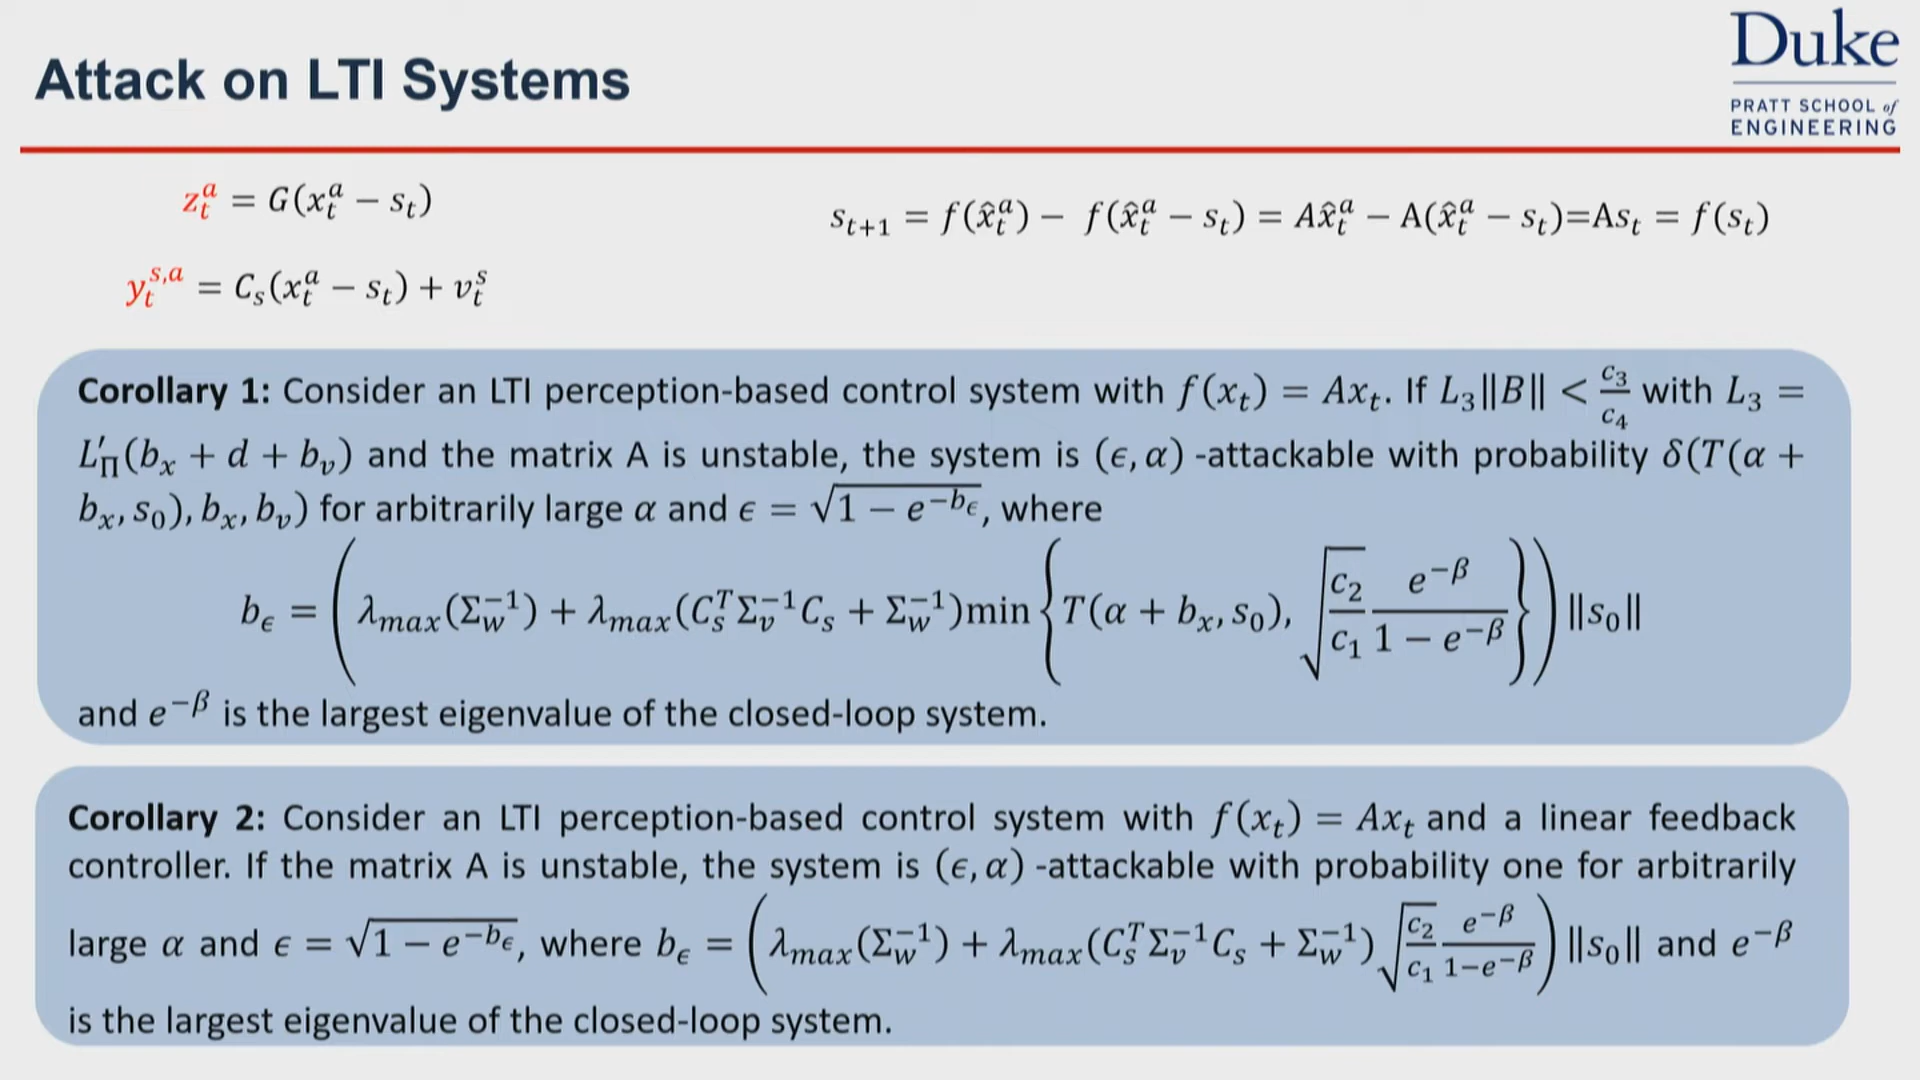 Attack on LTI Systems
Duke
PRATT SCHOOL of
ENGINEERING
z_t^a = G(x_t^a − s_t)
s_{t+1} = f(x̂_t^a) − f(x̂_t^a − s_t) = Ax̂_t^a − A(x̂_t^a − s_t)=As_t = f(s_t)
y_t^{s,a} = C_s(x_t^a − s_t) + v_t^s
Corollary 1: Consider an LTI perception-based control system with f(x_t) = Ax_t. If L_3‖B‖ < c_3/c_4 with L_3 =
L'_Π(b_x + d + b_v) and the matrix A is unstable, the system is (ϵ, α) -attackable with probability δ(T(α +
b_x, s_0), b_x, b_v) for arbitrarily large α and ϵ = √(1 − e^{−b_ϵ}), where
b_ϵ = (λ_{max}(Σ_w^{−1}) + λ_{max}(C_s^T Σ_v^{−1} C_s + Σ_w^{−1})min {T(α + b_x, s_0), √(c_2/c_1) e^{−β}/(1 − e^{−β})}) ‖s_0‖
and e^{−β} is the largest eigenvalue of the closed-loop system.
Corollary 2: Consider an LTI perception-based control system with f(x_t) = Ax_t and a linear feedback
controller. If the matrix A is unstable, the system is (ϵ, α) -attackable with probability one for arbitrarily
large α and ϵ = √(1 − e^{−b_ϵ}), where b_ϵ = (λ_{max}(Σ_w^{−1}) + λ_{max}(C_s^T Σ_v^{−1} C_s + Σ_w^{−1}) √(c_2/c_1) e^{−β}/(1−e^{−β})) ‖s_0‖ and e^{−β}
is the largest eigenvalue of the closed-loop system.